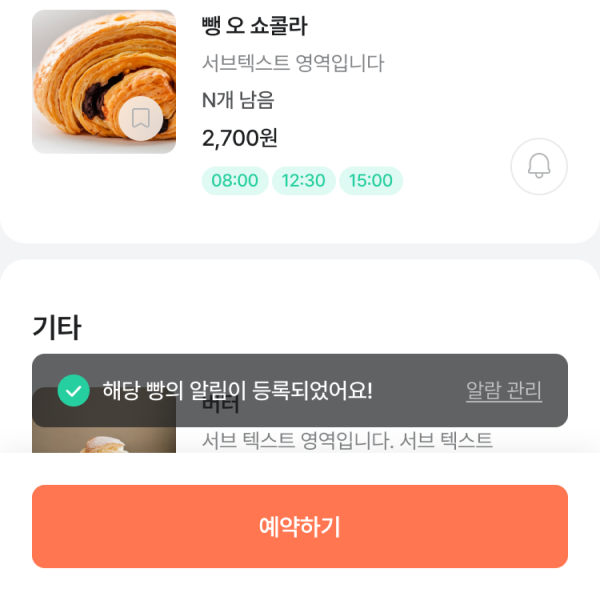 뺑 오 쇼콜라
서브텍스트 영역입니다
N개 남음
2,700원
08:00 12:30 15:00
기타
해당 빵의 알림이 등록되었어요! 알람 관리
버터
서브 텍스트 영역입니다. 서브 텍스트
예약하기